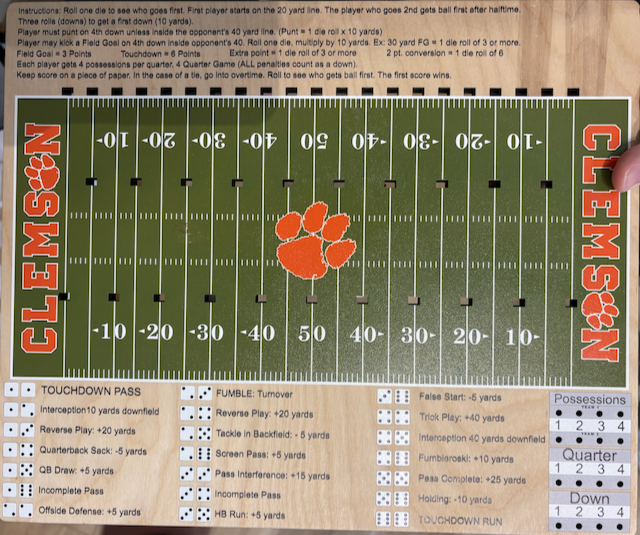 Instructions: Roll one die to see who goes first. First player starts on the 20 yard line. The player who goes 2nd gets ball first after halftime.
Three rolls (downs) to get a first down (10 yards).
Player must punt on 4th down unless inside the opponent's 40 yard line. (Punt = 1 die roll x 10 yards)
Player may kick a Field Goal on 4th down inside opponent's 40. Roll one die, multiply by 10 yards. Ex: 30 yard FG = 1 die roll of 3 or more.
Field Goal = 3 Points Touchdown = 6 Points Extra point = 1 die roll of 3 or more 2 pt. conversion = 1 die roll of 6
Each player gets 4 possessions per quarter. 4 Quarter Game (ALL penalties count as a down).
Keep score on a piece of paper. In the case of a tie, go into overtime. Roll to see who gets ball first. The first score wins.
10 20 30 40 50 40 30 20 10
CLEMSON
CLEMSON
10 20 30 40 50 40 30 20 10
TOUCHDOWN PASS
Interception10 yards downfield
Reverse Play: +20 yards
Quarterback Sack: -5 yards
QB Draw: +5 yards
Incomplete Pass
Offside Defense: +5 yards
FUMBLE: Turnover
Reverse Play: +20 yards
Tackle in Backfield: - 5 yards
Screen Pass: +5 yards
Pass Interference: +15 yards
Incomplete Pass
HB Run: +5 yards
False Start: -5 yards
Trick Play: +40 yards
Interception 40 yards downfield
Fumbleroski: +10 yards
Pass Complete: +25 yards
Holding: -10 yards
TOUCHDOWN RUN
Possessions
TEAM 1
1 2 3 4
Quarter
1 2 3 4
Down
1 2 3 4